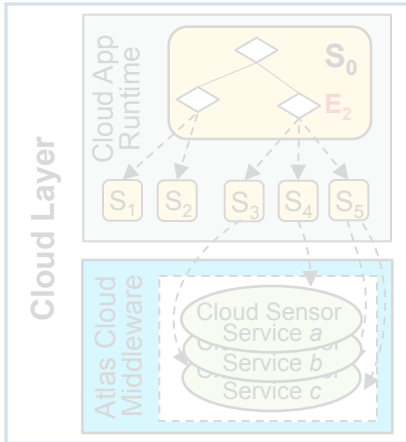 Cloud Layer
Cloud App
Runtime
S0
E2
S1
S2
S3
S4
S5
Atlas Cloud
Middleware
Cloud Sensor
Service a
Service b
Service c